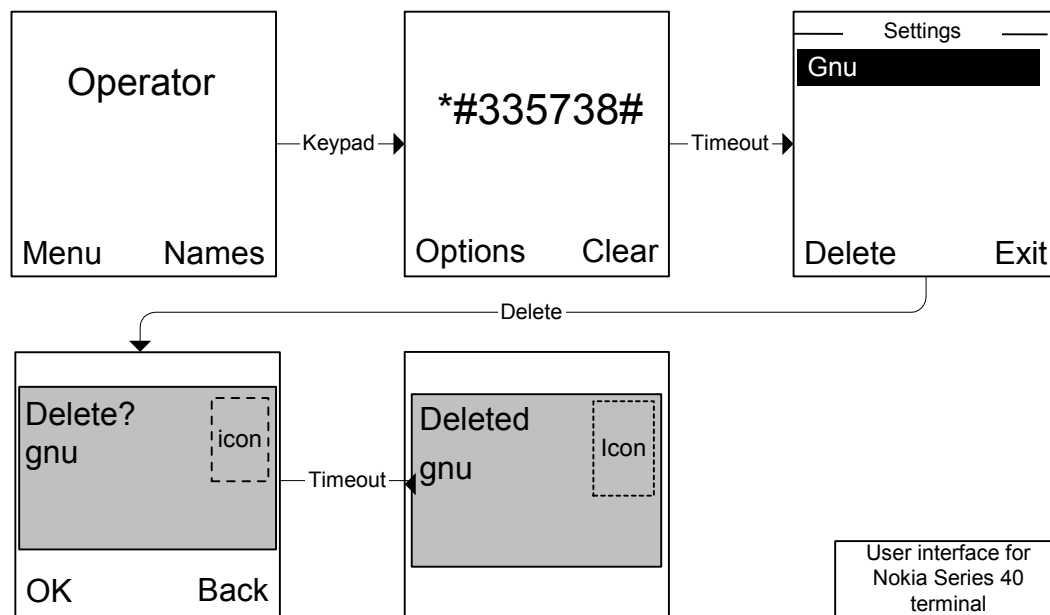 Operator
Menu Names
Keypad
*#335738#
Options Clear
Timeout
Settings
Gnu
Delete Exit
Delete
Delete?
gnu
icon
OK Back
Timeout
Deleted
gnu
Icon
User interface for
Nokia Series 40
terminal